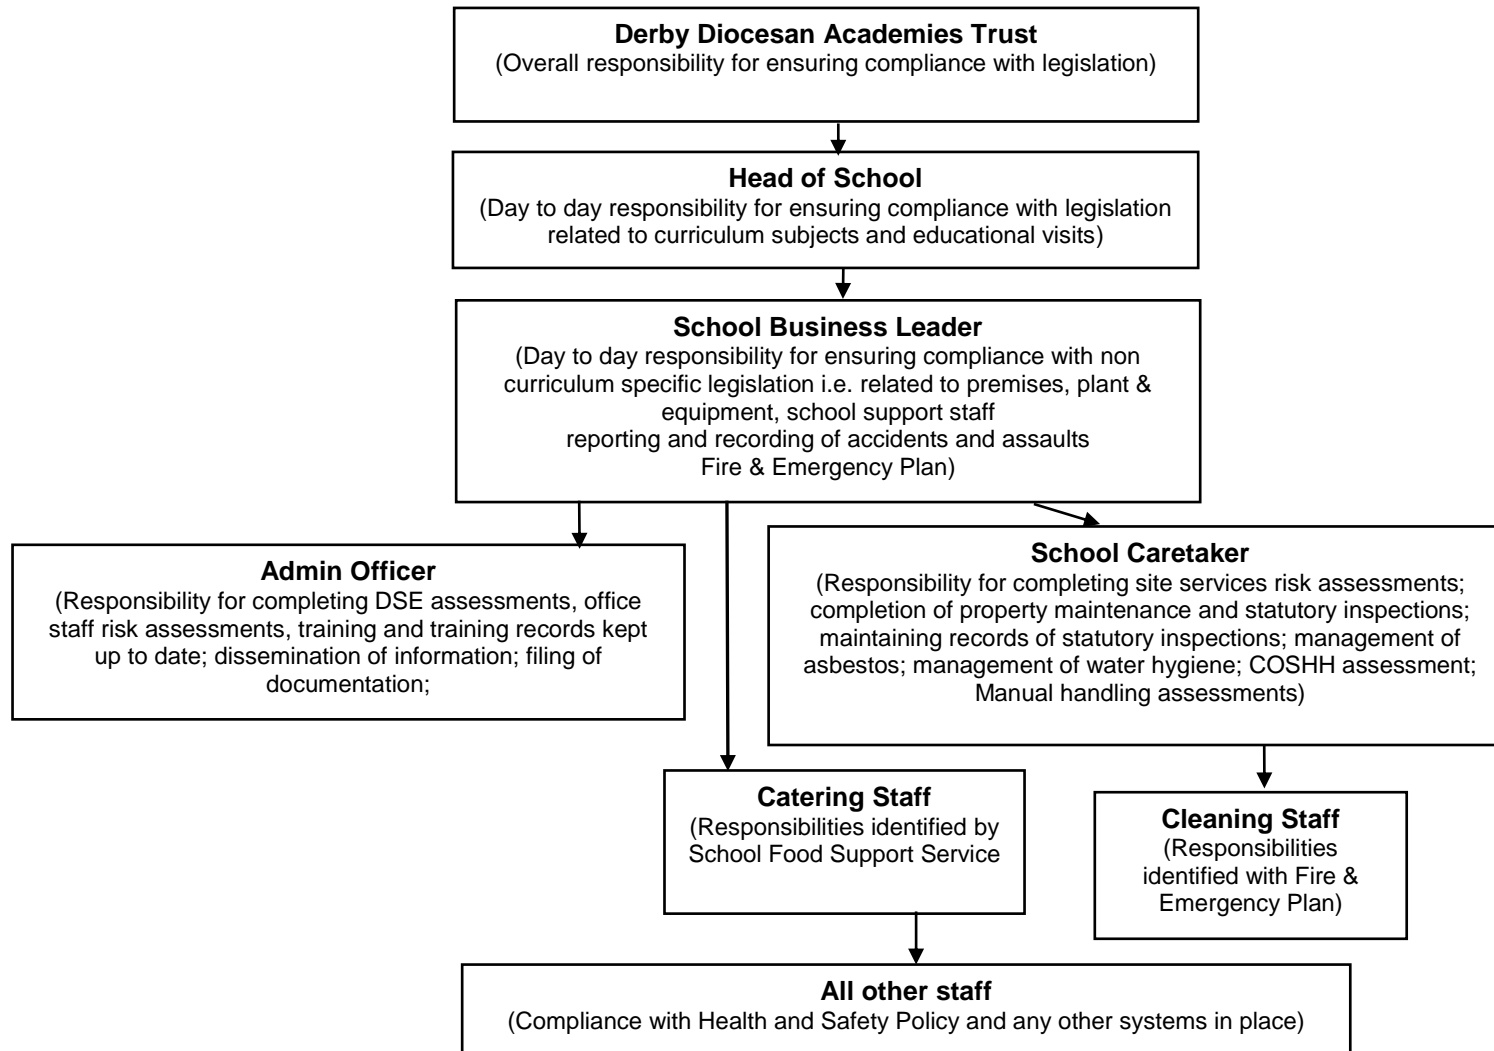 Derby Diocesan Academies Trust
(Overall responsibility for ensuring compliance with legislation)
Head of School
(Day to day responsibility for ensuring compliance with legislation
related to curriculum subjects and educational visits)
School Business Leader
(Day to day responsibility for ensuring compliance with non
curriculum specific legislation i.e. related to premises, plant &
equipment, school support staff
reporting and recording of accidents and assaults
Fire & Emergency Plan)
Admin Officer
(Responsibility for completing DSE assessments, office
staff risk assessments, training and training records kept
up to date; dissemination of information; filing of
documentation;
School Caretaker
(Responsibility for completing site services risk assessments;
completion of property maintenance and statutory inspections;
maintaining records of statutory inspections; management of
asbestos; management of water hygiene; COSHH assessment;
Manual handling assessments)
Catering Staff
(Responsibilities identified by
School Food Support Service
Cleaning Staff
(Responsibilities
identified with Fire &
Emergency Plan)
All other staff
(Compliance with Health and Safety Policy and any other systems in place)